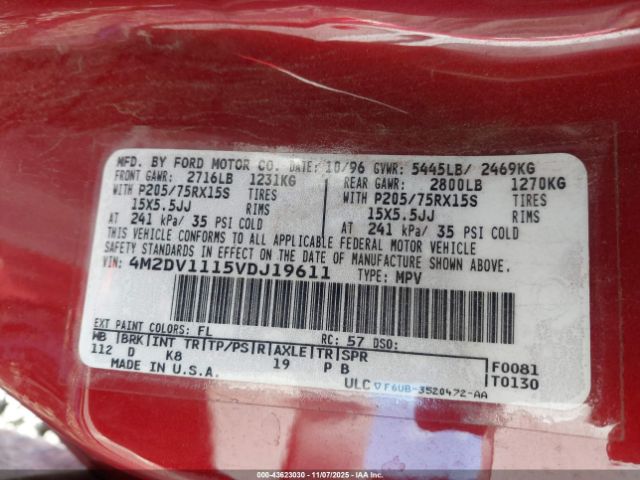 MFD. BY FORD MOTOR CO. DATE: 10/96 GVWR: 5445LB/ 2469KG
FRONT GAWR: 2716LB 1231KG REAR GAWR: 2800LB 1270KG
WITH P205/75RX15S TIRES WITH P205/75RX15S TIRES
15X5.5JJ RIMS 15X5.5JJ RIMS
AT 241 kPa/ 35 PSI COLD AT 241 kPa/ 35 PSI COLD
THIS VEHICLE CONFORMS TO ALL APPLICABLE FEDERAL MOTOR VEHICLE
SAFETY STANDARDS IN EFFECT ON THE DATE OF MANUFACTURE SHOWN ABOVE.
VIN: 4M2DV1115VDJ19611 TYPE: MPV
EXT PAINT COLORS: FL RC: 57 DSO:
WB BRK INT TR TP/PS R AXLE TR SPR F0081
112 D K8 19 P B T0130
MADE IN U.S.A. ULC F6UB-3520472-AA
000-43623030 - 11/07/2025 - IAAI.COM